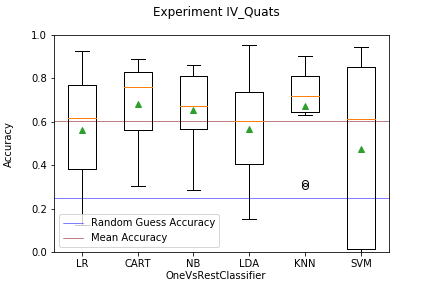 Experiment IV_Quats
Accuracy
1.0
0.8
0.6
0.4
0.2
0.0
Random Guess Accuracy
Mean Accuracy
LR CART NB LDA KNN SVM
OneVsRestClassifier